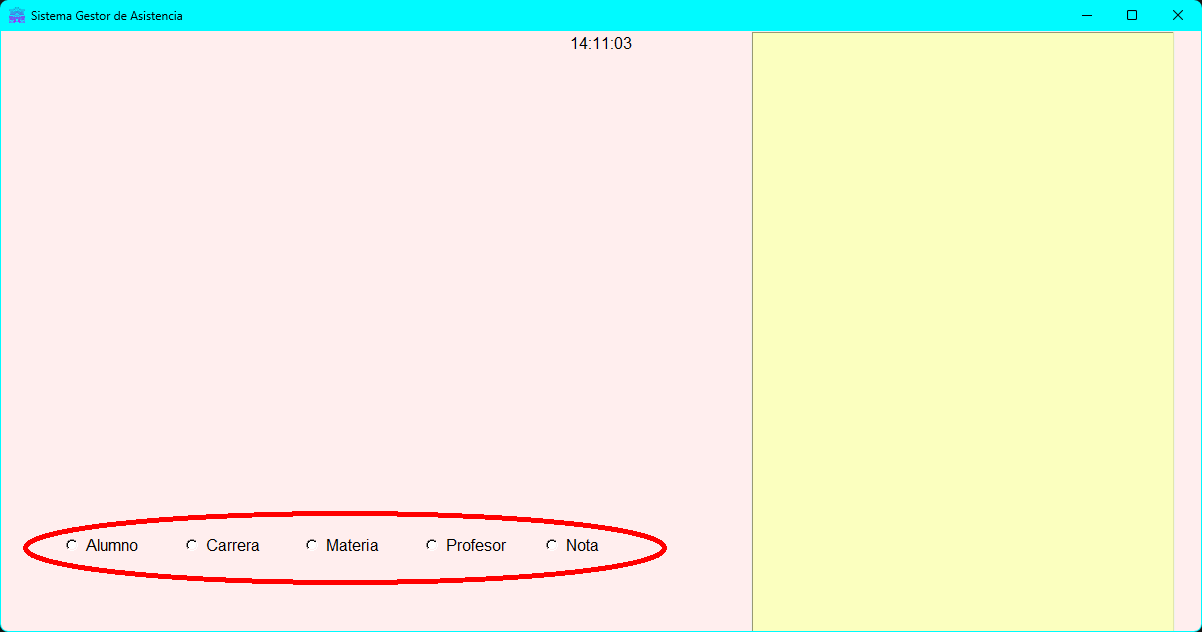 Sistema Gestor de Asistencia
14:11:03
Alumno Carrera Materia Profesor Nota